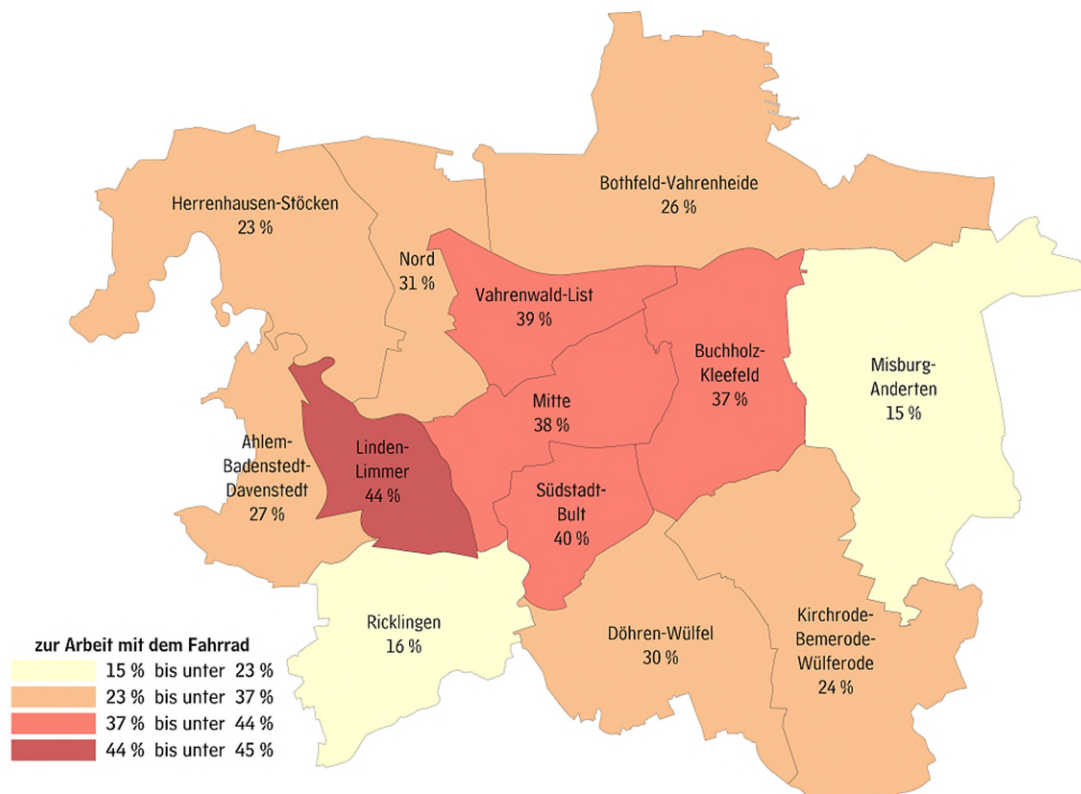 Bothfeld-Vahrenheide
26 %
Herrenhausen-Stöcken
23 %
Nord
31 %
Vahrenwald-List
39 %
Buchholz-
Kleefeld
37 %
Misburg-
Anderten
15 %
Mitte
38 %
Ahlem-
Badenstedt-
Davenstedt
27 %
Linden-
Limmer
44 %
Südstadt-
Bult
40 %
Ricklingen
16 %
Döhren-Wülfel
30 %
Kirchrode-
Bemerode-
Wülferode
24 %
zur Arbeit mit dem Fahrrad
15 % bis unter 23 %
23 % bis unter 37 %
37 % bis unter 44 %
44 % bis unter 45 %